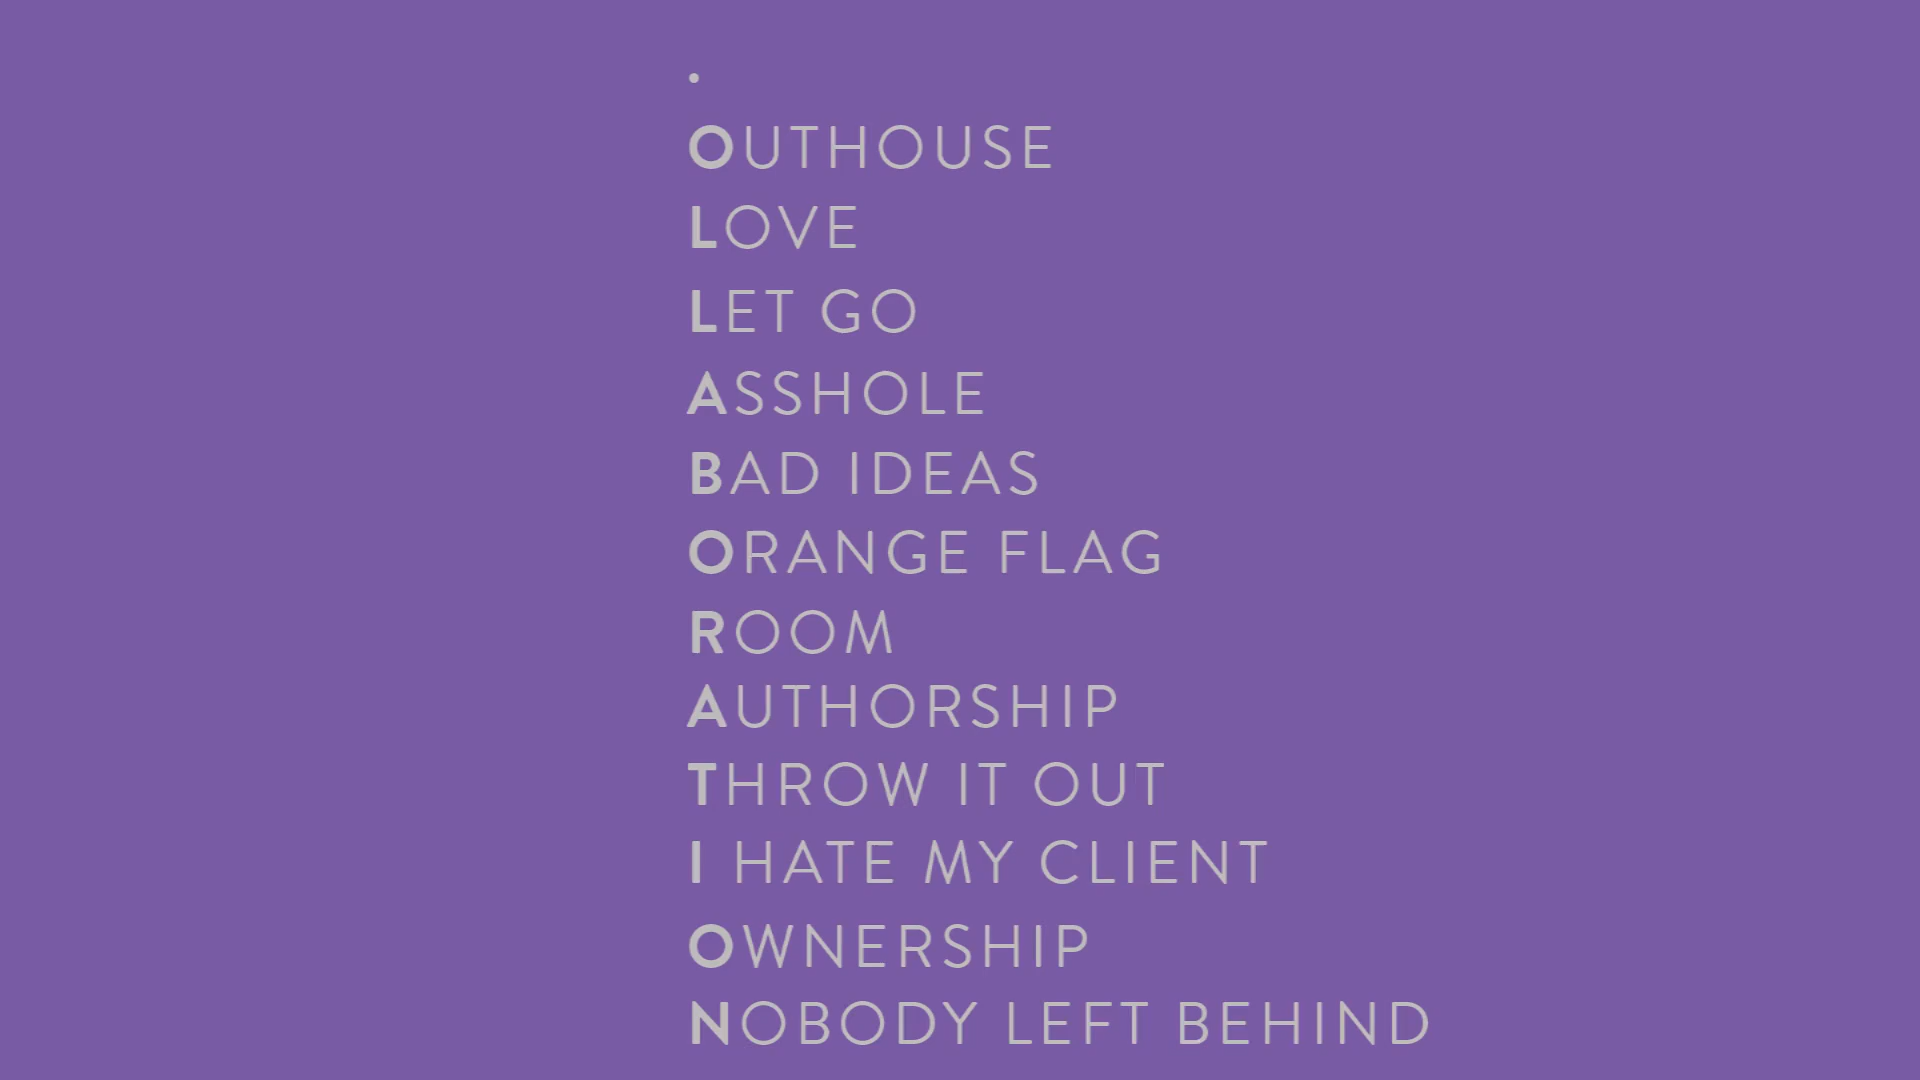 .
OUTHOUSE
LOVE
LET GO
ASSHOLE
BAD IDEAS
ORANGE FLAG
ROOM
AUTHORSHIP
THROW IT OUT
I HATE MY CLIENT
OWNERSHIP
NOBODY LEFT BEHIND